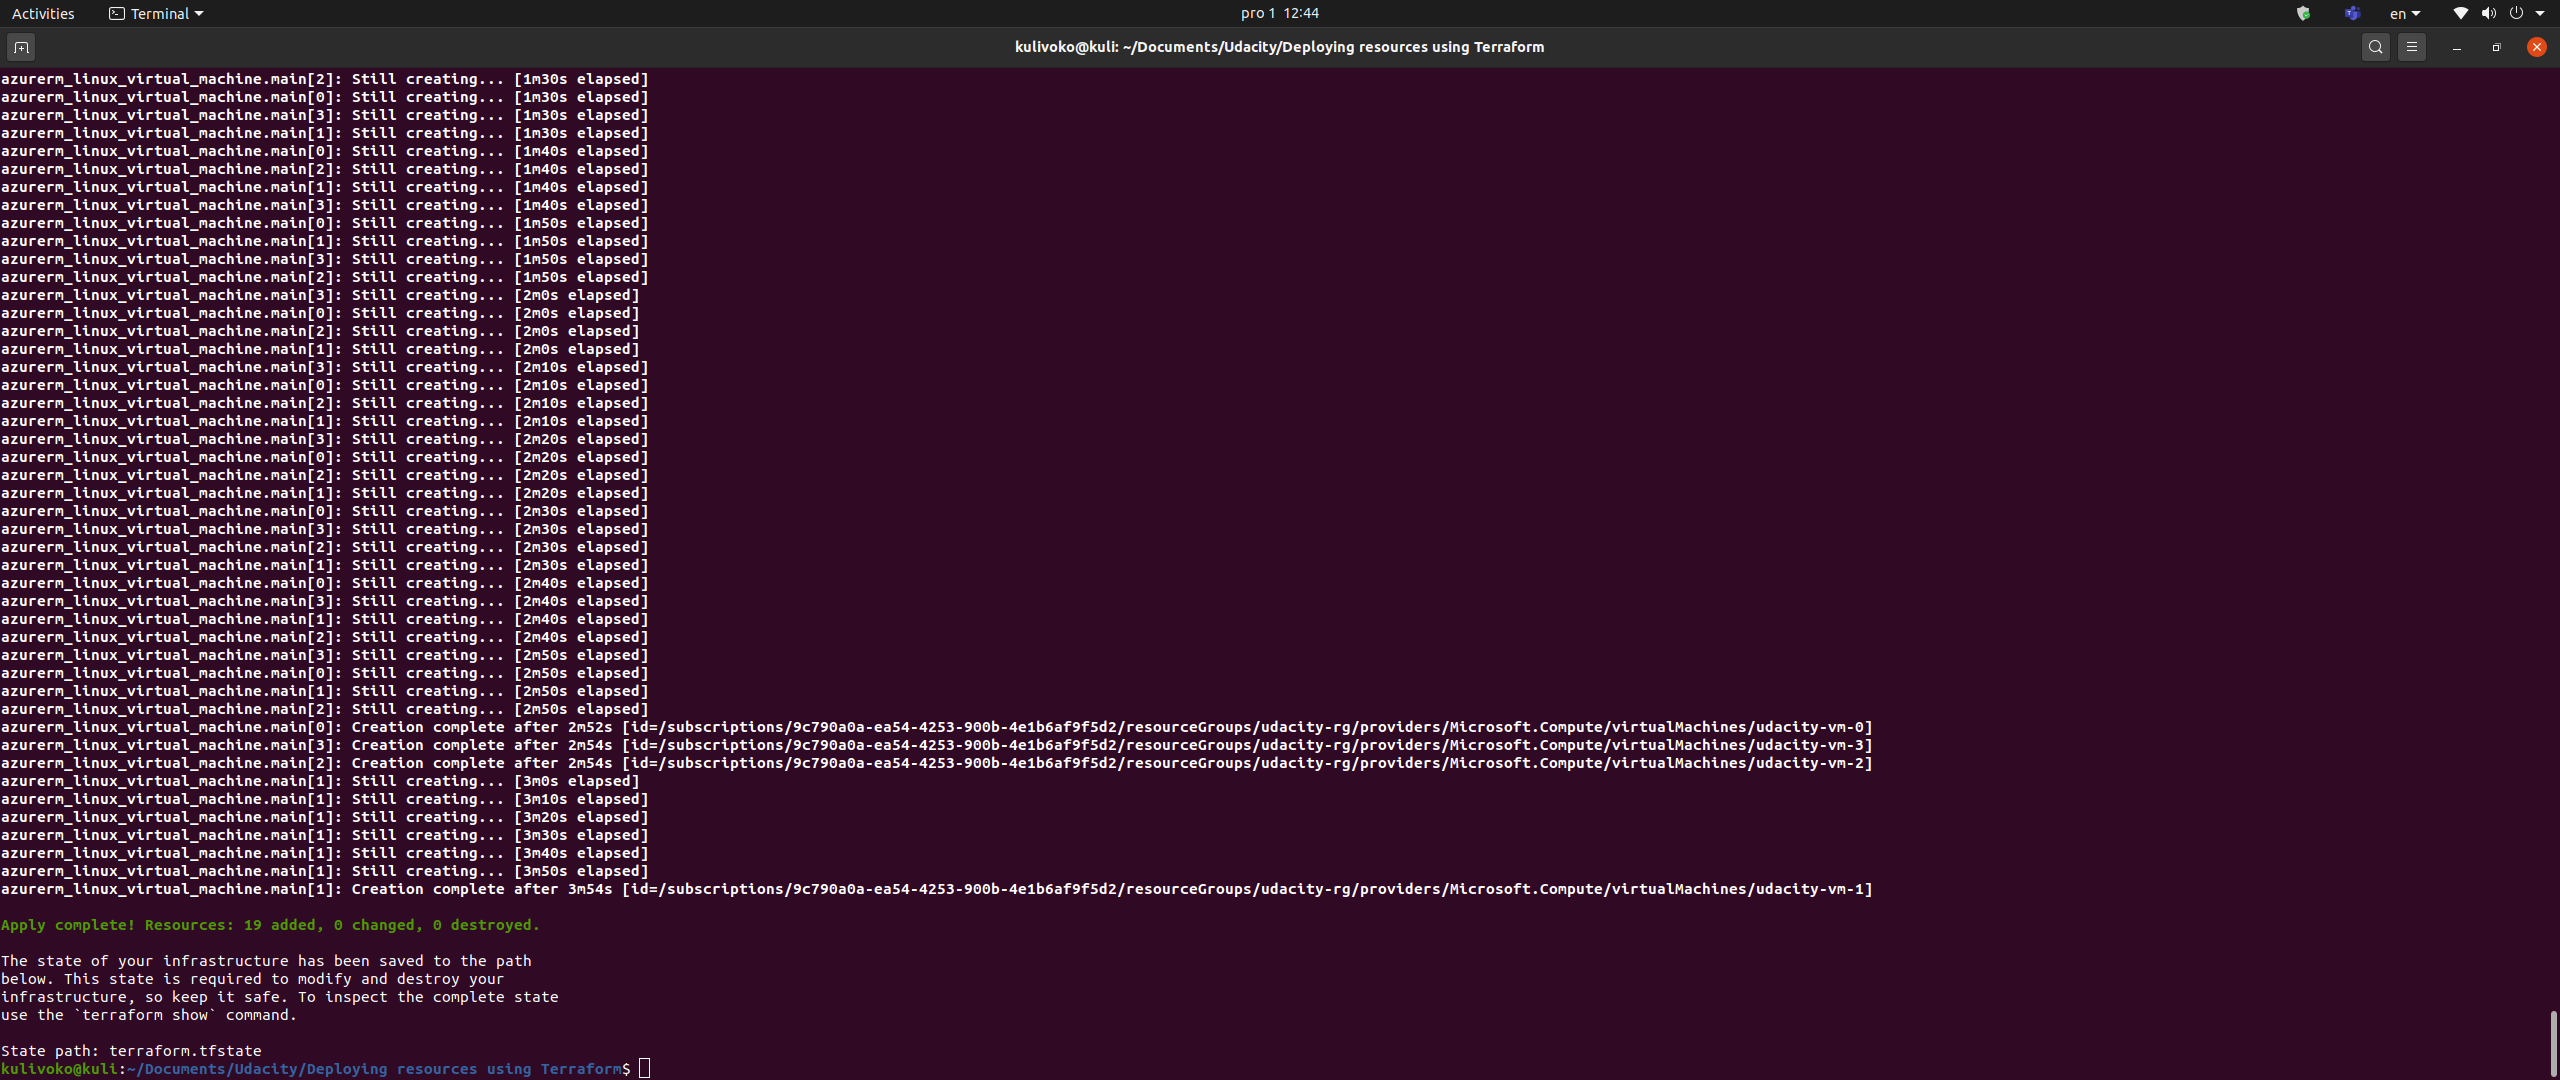 Activities
Terminal
pro 1 12:44
en
kulivoko@kuli: ~/Documents/Udacity/Deploying resources using Terraform
azurerm_linux_virtual_machine.main[2]: Still creating... [1m30s elapsed]
azurerm_linux_virtual_machine.main[0]: Still creating... [1m30s elapsed]
azurerm_linux_virtual_machine.main[3]: Still creating... [1m30s elapsed]
azurerm_linux_virtual_machine.main[1]: Still creating... [1m30s elapsed]
azurerm_linux_virtual_machine.main[0]: Still creating... [1m40s elapsed]
azurerm_linux_virtual_machine.main[2]: Still creating... [1m40s elapsed]
azurerm_linux_virtual_machine.main[1]: Still creating... [1m40s elapsed]
azurerm_linux_virtual_machine.main[3]: Still creating... [1m40s elapsed]
azurerm_linux_virtual_machine.main[0]: Still creating... [1m50s elapsed]
azurerm_linux_virtual_machine.main[1]: Still creating... [1m50s elapsed]
azurerm_linux_virtual_machine.main[3]: Still creating... [1m50s elapsed]
azurerm_linux_virtual_machine.main[2]: Still creating... [1m50s elapsed]
azurerm_linux_virtual_machine.main[3]: Still creating... [2m0s elapsed]
azurerm_linux_virtual_machine.main[0]: Still creating... [2m0s elapsed]
azurerm_linux_virtual_machine.main[2]: Still creating... [2m0s elapsed]
azurerm_linux_virtual_machine.main[1]: Still creating... [2m0s elapsed]
azurerm_linux_virtual_machine.main[3]: Still creating... [2m10s elapsed]
azurerm_linux_virtual_machine.main[0]: Still creating... [2m10s elapsed]
azurerm_linux_virtual_machine.main[2]: Still creating... [2m10s elapsed]
azurerm_linux_virtual_machine.main[1]: Still creating... [2m10s elapsed]
azurerm_linux_virtual_machine.main[3]: Still creating... [2m20s elapsed]
azurerm_linux_virtual_machine.main[0]: Still creating... [2m20s elapsed]
azurerm_linux_virtual_machine.main[2]: Still creating... [2m20s elapsed]
azurerm_linux_virtual_machine.main[1]: Still creating... [2m20s elapsed]
azurerm_linux_virtual_machine.main[0]: Still creating... [2m30s elapsed]
azurerm_linux_virtual_machine.main[3]: Still creating... [2m30s elapsed]
azurerm_linux_virtual_machine.main[2]: Still creating... [2m30s elapsed]
azurerm_linux_virtual_machine.main[1]: Still creating... [2m30s elapsed]
azurerm_linux_virtual_machine.main[0]: Still creating... [2m40s elapsed]
azurerm_linux_virtual_machine.main[3]: Still creating... [2m40s elapsed]
azurerm_linux_virtual_machine.main[1]: Still creating... [2m40s elapsed]
azurerm_linux_virtual_machine.main[2]: Still creating... [2m40s elapsed]
azurerm_linux_virtual_machine.main[3]: Still creating... [2m50s elapsed]
azurerm_linux_virtual_machine.main[0]: Still creating... [2m50s elapsed]
azurerm_linux_virtual_machine.main[1]: Still creating... [2m50s elapsed]
azurerm_linux_virtual_machine.main[2]: Still creating... [2m50s elapsed]
azurerm_linux_virtual_machine.main[0]: Creation complete after 2m52s [id=/subscriptions/9c790a0a-ea54-4253-900b-4e1b6af9f5d2/resourceGroups/udacity-rg/providers/Microsoft.Compute/virtualMachines/udacity-vm-0]
azurerm_linux_virtual_machine.main[3]: Creation complete after 2m54s [id=/subscriptions/9c790a0a-ea54-4253-900b-4e1b6af9f5d2/resourceGroups/udacity-rg/providers/Microsoft.Compute/virtualMachines/udacity-vm-3]
azurerm_linux_virtual_machine.main[2]: Creation complete after 2m54s [id=/subscriptions/9c790a0a-ea54-4253-900b-4e1b6af9f5d2/resourceGroups/udacity-rg/providers/Microsoft.Compute/virtualMachines/udacity-vm-2]
azurerm_linux_virtual_machine.main[1]: Still creating... [3m0s elapsed]
azurerm_linux_virtual_machine.main[1]: Still creating... [3m10s elapsed]
azurerm_linux_virtual_machine.main[1]: Still creating... [3m20s elapsed]
azurerm_linux_virtual_machine.main[1]: Still creating... [3m30s elapsed]
azurerm_linux_virtual_machine.main[1]: Still creating... [3m40s elapsed]
azurerm_linux_virtual_machine.main[1]: Still creating... [3m50s elapsed]
azurerm_linux_virtual_machine.main[1]: Creation complete after 3m54s [id=/subscriptions/9c790a0a-ea54-4253-900b-4e1b6af9f5d2/resourceGroups/udacity-rg/providers/Microsoft.Compute/virtualMachines/udacity-vm-1]
Apply complete! Resources: 19 added, 0 changed, 0 destroyed.
The state of your infrastructure has been saved to the path
below. This state is required to modify and destroy your
infrastructure, so keep it safe. To inspect the complete state
use the `terraform show` command.
State path: terraform.tfstate
kulivoko@kuli:~/Documents/Udacity/Deploying resources using Terraform$